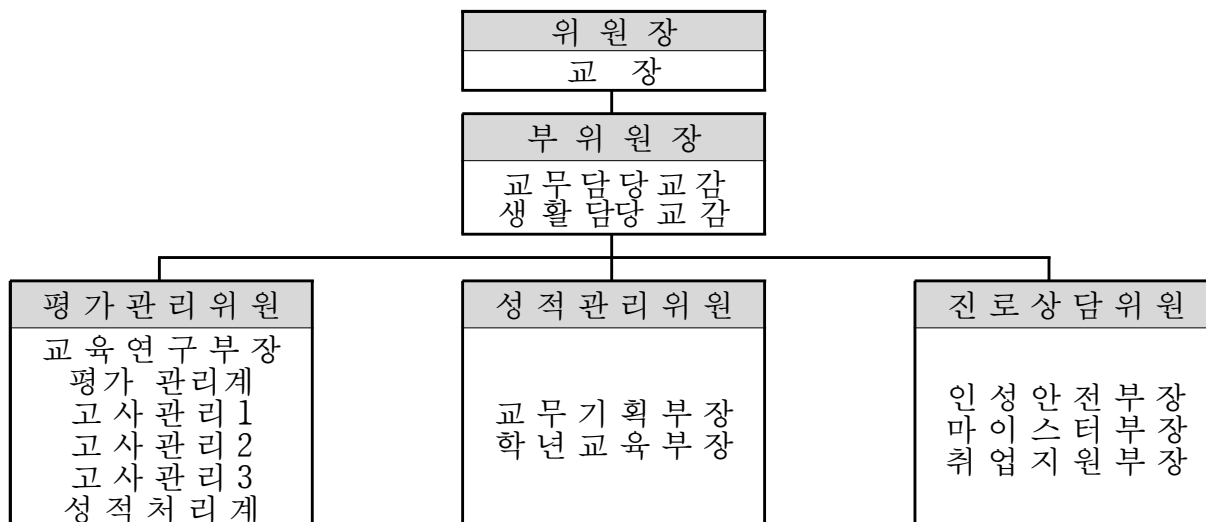 위 원 장
교 장
부 위 원 장
교 무 담 당 교 감
생 활 담당 교 감
평 가 관 리 위 원
교 육 연 구 부 장
평가 관리계
고 사 관 리 1
고 사 관 리 2
고 사 관 리 3
성 적 처 리 계
성 적 관 리 위 원
교 무 기 획 부 장
학 년 교 육 부 장
진 로 상 담 위 원
인 성 안 전 부 장
마 이 스 터 부 장
취 업 지 원 부 장